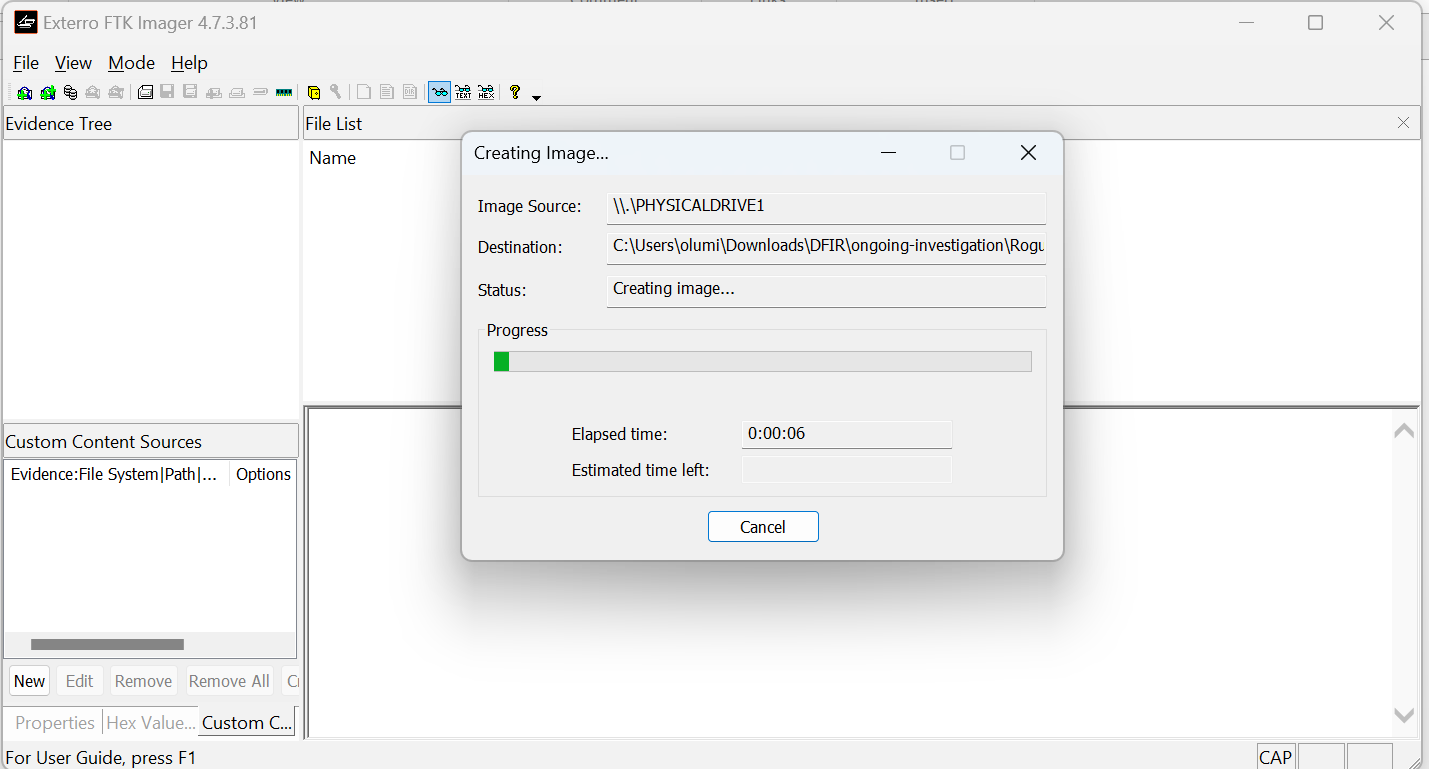 Exterro FTK Imager 4.7.3.81
File View Mode Help
TEXT HEX ?
Evidence Tree
File List
Name
Creating Image...
Image Source: \\.\PHYSICALDRIVE1
Destination: C:\Users\olumi\Downloads\DFIR\ongoing-investigation\Rogu
Status: Creating image...
Progress
Elapsed time: 0:00:06
Estimated time left:
Cancel
Custom Content Sources
Evidence:File System|Path|... Options
New Edit Remove Remove All Cr
Properties Hex Value... Custom C...
For User Guide, press F1
CAP